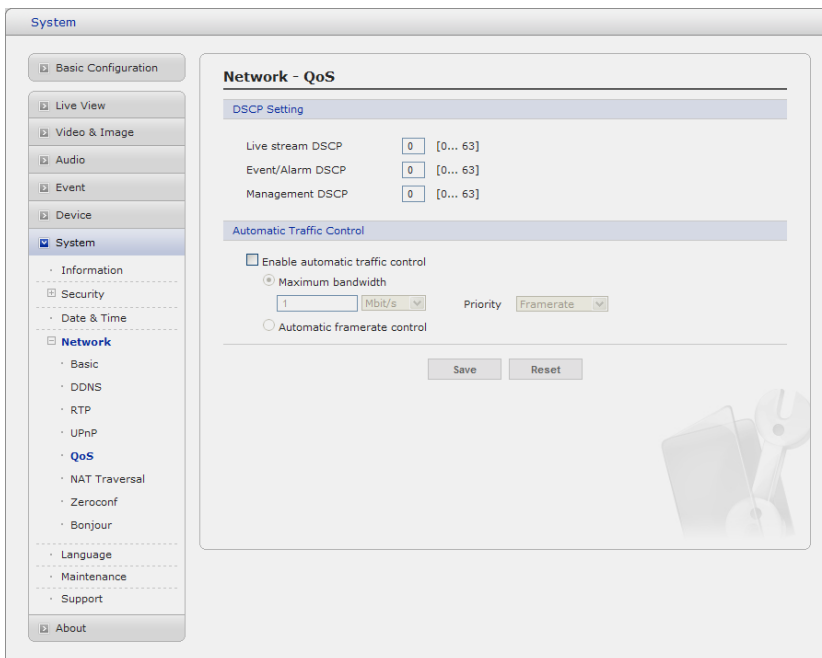 System
Basic Configuration
Live View
Video & Image
Audio
Event
Device
System
Information
Security
Date & Time
Network
Basic
DDNS
RTP
UPnP
QoS
NAT Traversal
Zeroconf
Bonjour
Language
Maintenance
Support
About
Network - QoS
DSCP Setting
Live stream DSCP 0 [0... 63]
Event/Alarm DSCP 0 [0... 63]
Management DSCP 0 [0... 63]
Automatic Traffic Control
Enable automatic traffic control
Maximum bandwidth
1 Mbit/s Priority Framerate
Automatic framerate control
Save Reset